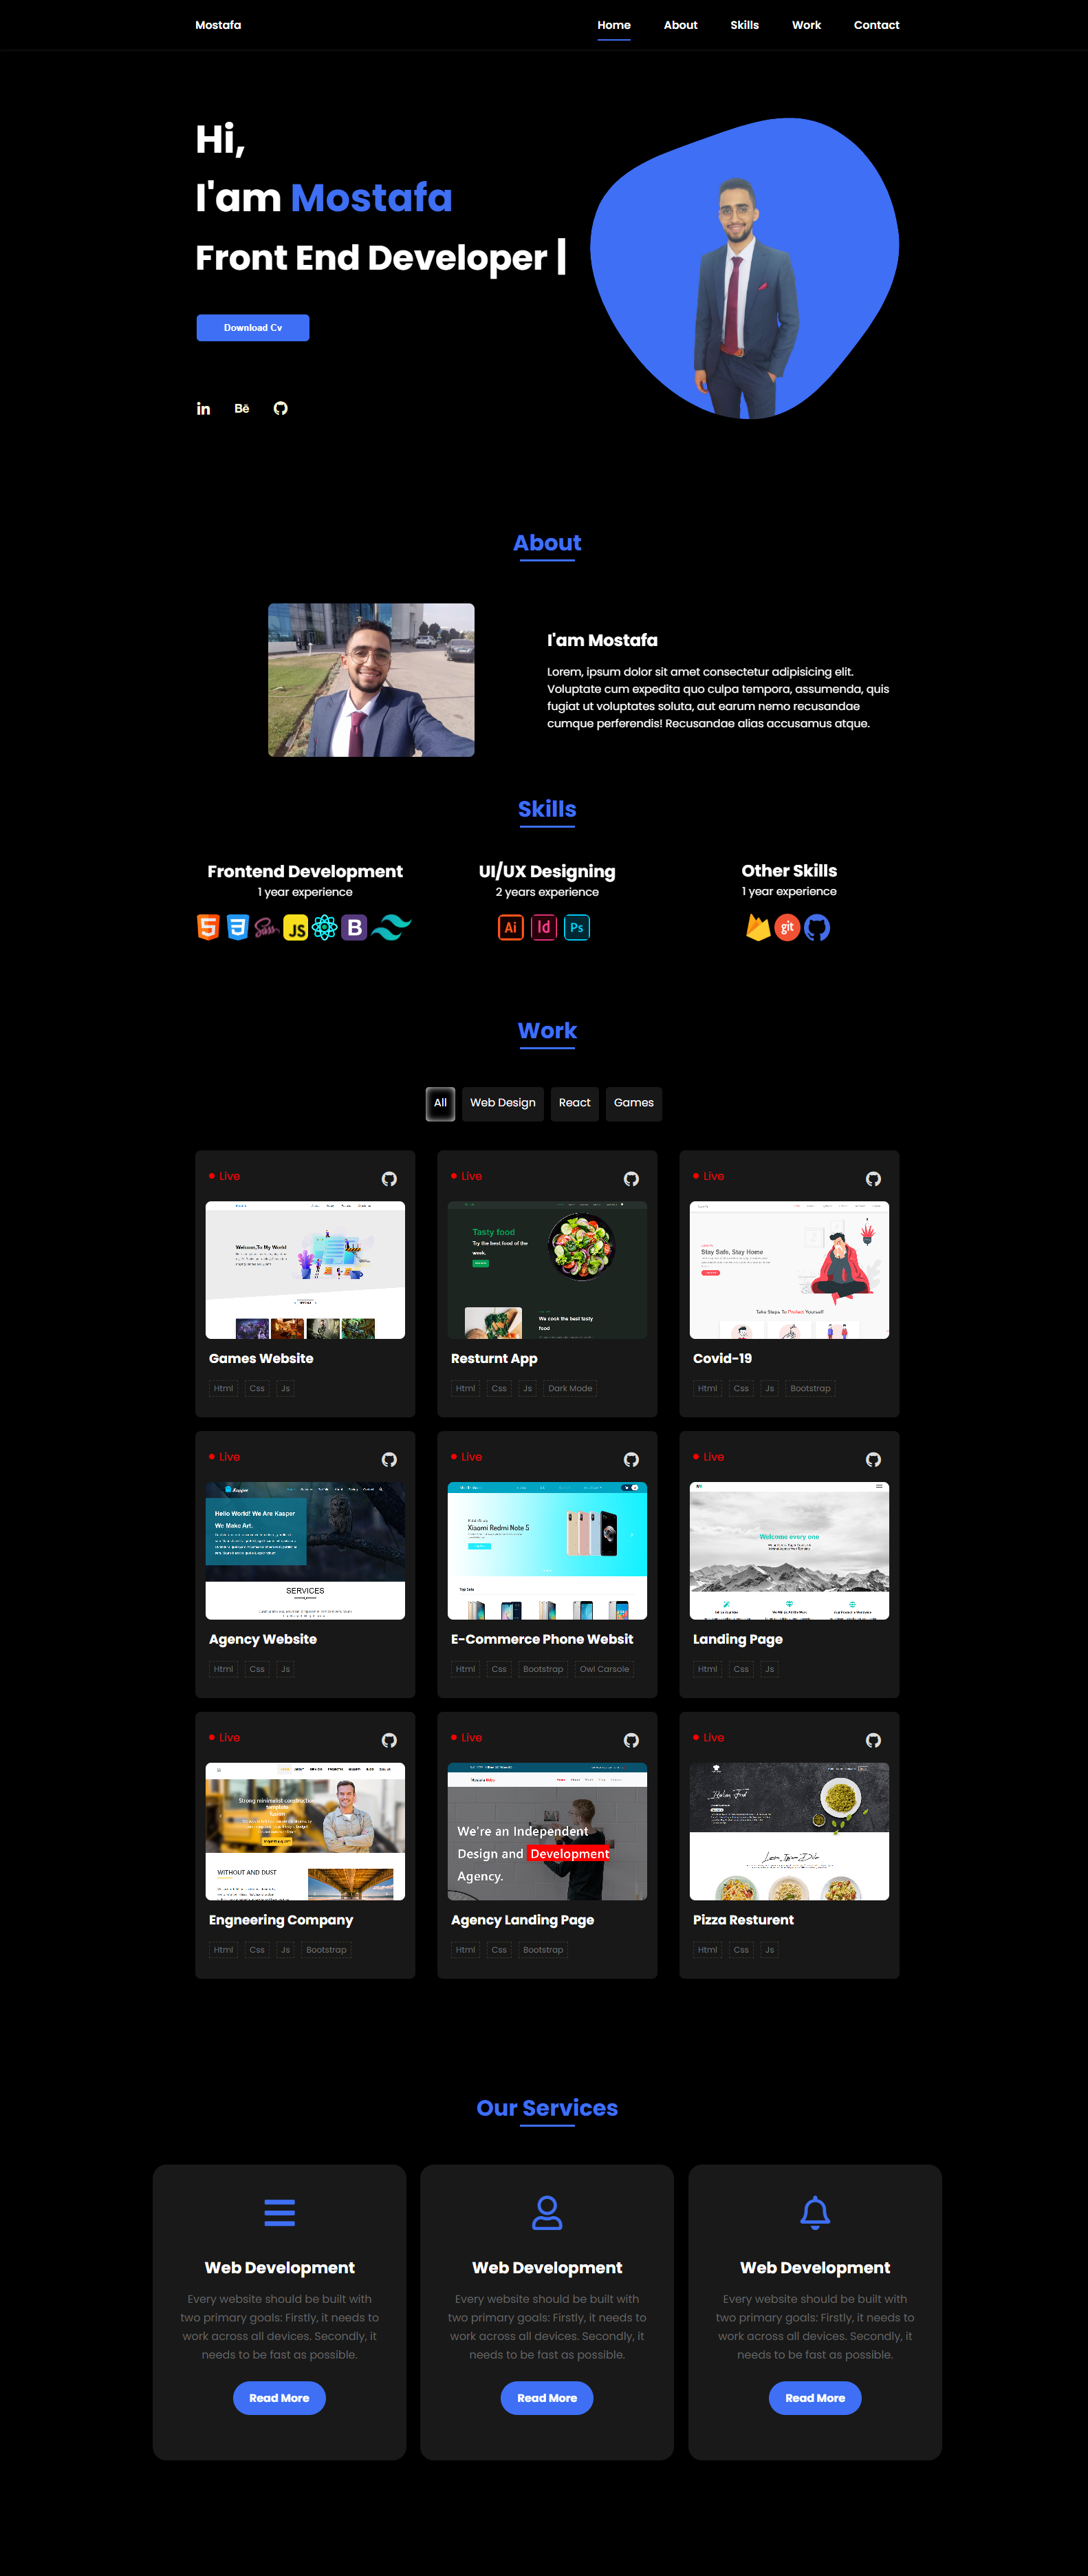 Mostafa
Home About Skills Work Contact
Hi,
I'am Mostafa
Front End Developer |
Download Cv
in Bē
About
I'am Mostafa
Lorem, ipsum dolor sit amet consectetur adipisicing elit.
Voluptate cum expedita quo culpa tempora, assumenda, quis
fugiat ut voluptates soluta, aut earum nemo recusandae
cumque perferendis! Recusandae alias accusamus atque.
Skills
Frontend Development
1 year experience
5 3 Sass JS B
UI/UX Designing
2 years experience
Ai Id Ps
Other Skills
1 year experience
git
Work
All Web Design React Games
Live
Welcome,To My World
Games Website
Html Css Js
Live
Tasty food
Try the best food of the
week.
We cook the best tasty
food
Resturnt App
Html Css Js Dark Mode
Live
Stay Safe, Stay Home
Take Steps To Protect Yourself
Covid-19
Html Css Js Bootstrap
Live
Kasper
Hello World! We Are Kasper
We Make Art.
SERVICES
Agency Website
Html Css Js
Live
Xiaomi Redmi Note 5
E-Commerce Phone Websit
Html Css Bootstrap Owl Carsole
Live
Welcome every one
Landing Page
Html Css Js
Live
Strong minimalist construction
template
WITHOUT AND DUST
Engneering Company
Html Css Js Bootstrap
Live
We're an Independent
Design and Development
Agency.
Agency Landing Page
Html Css Bootstrap
Live
Italian Food
Pizza Resturent
Html Css Js
Our Services
Web Development
Every website should be built with
two primary goals: Firstly, it needs to
work across all devices. Secondly, it
needs to be fast as possible.
Read More
Web Development
Every website should be built with
two primary goals: Firstly, it needs to
work across all devices. Secondly, it
needs to be fast as possible.
Read More
Web Development
Every website should be built with
two primary goals: Firstly, it needs to
work across all devices. Secondly, it
needs to be fast as possible.
Read More